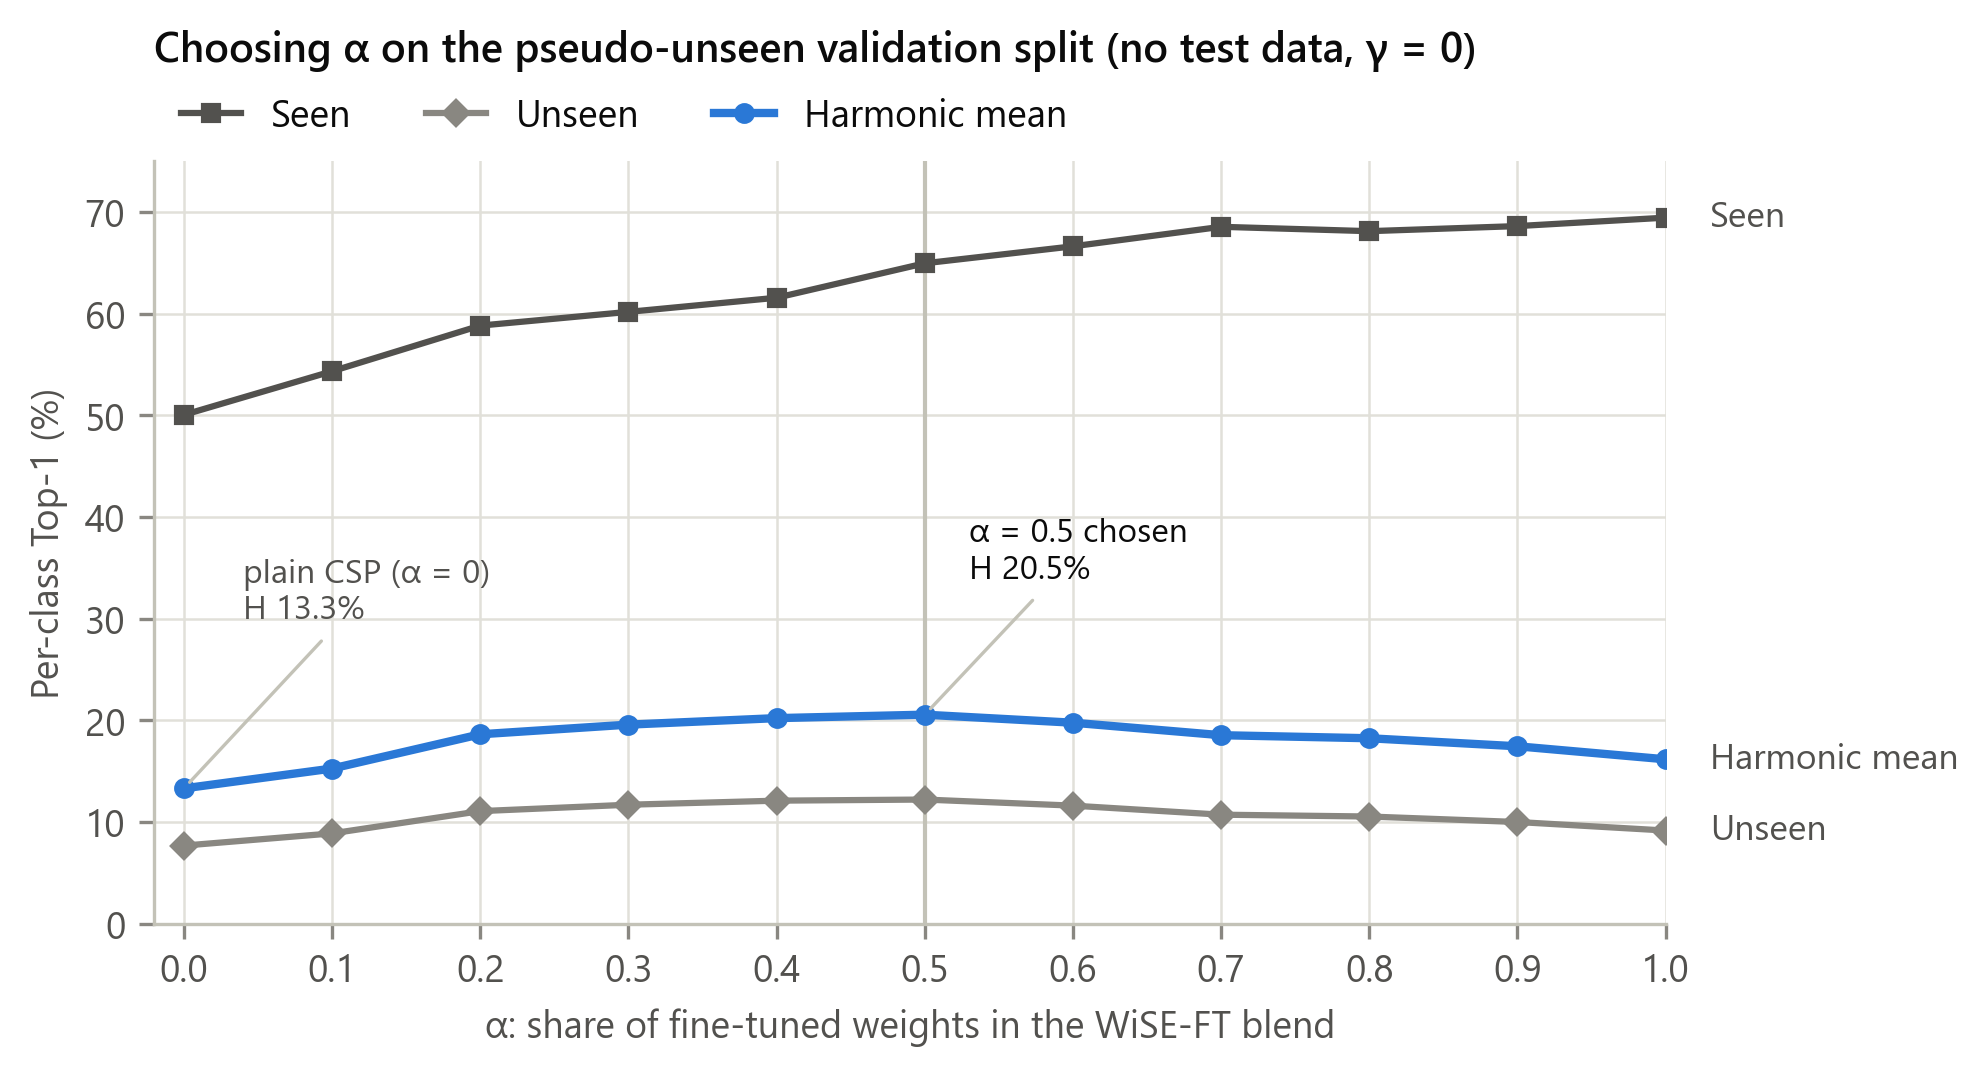 Choosing α on the pseudo-unseen validation split (no test data, γ = 0)
Seen
Unseen
Harmonic mean
Per-class Top-1 (%)
70
60
50
40
30
20
10
0
plain CSP (α = 0)
H 13.3%
α = 0.5 chosen
H 20.5%
Seen
Harmonic mean
Unseen
0.0
0.1
0.2
0.3
0.4
0.5
0.6
0.7
0.8
0.9
1.0
α: share of fine-tuned weights in the WiSE-FT blend